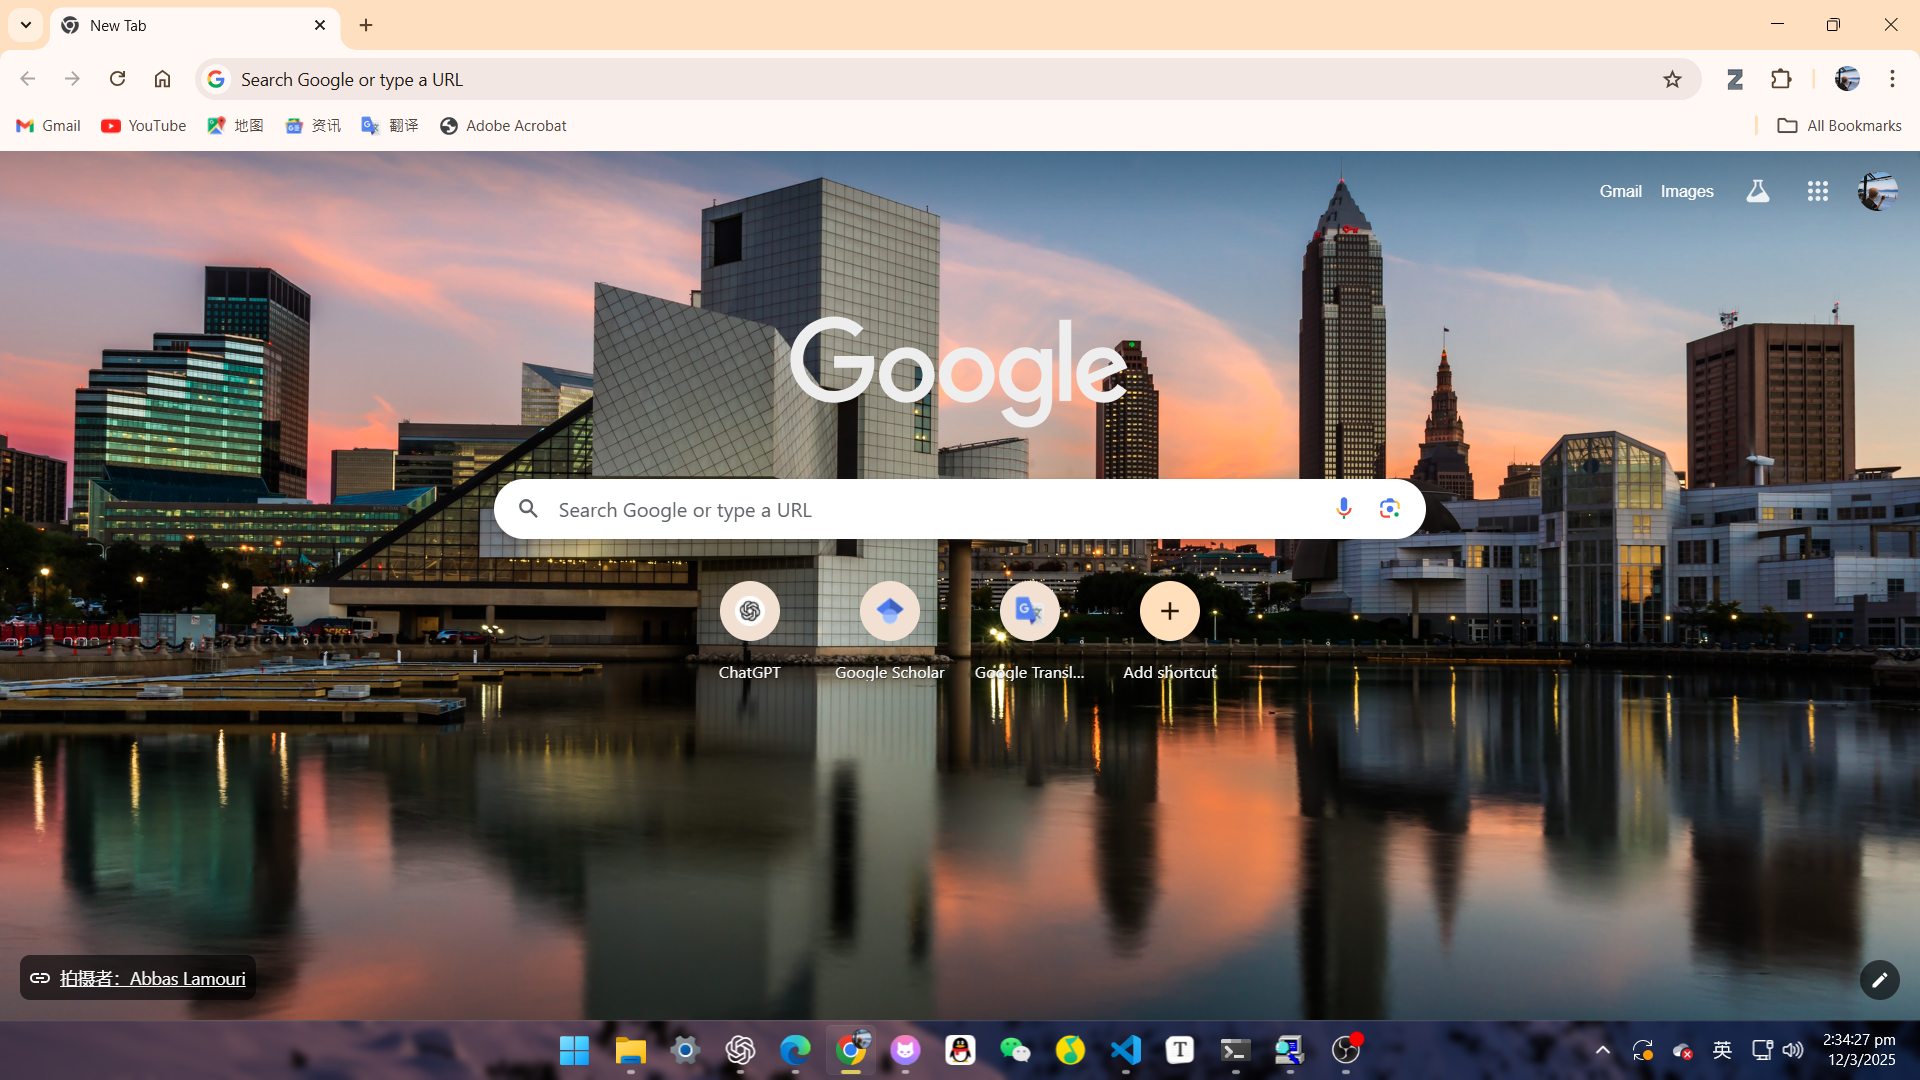 New Tab
Search Google or type a URL
Gmail
YouTube
地图
资讯
翻译
Adobe Acrobat
All Bookmarks
Gmail
Images
Google
Search Google or type a URL
ChatGPT
Google Scholar
Google Transl...
Add shortcut
拍摄者：Abbas Lamouri
英
2:34:27 pm
12/3/2025